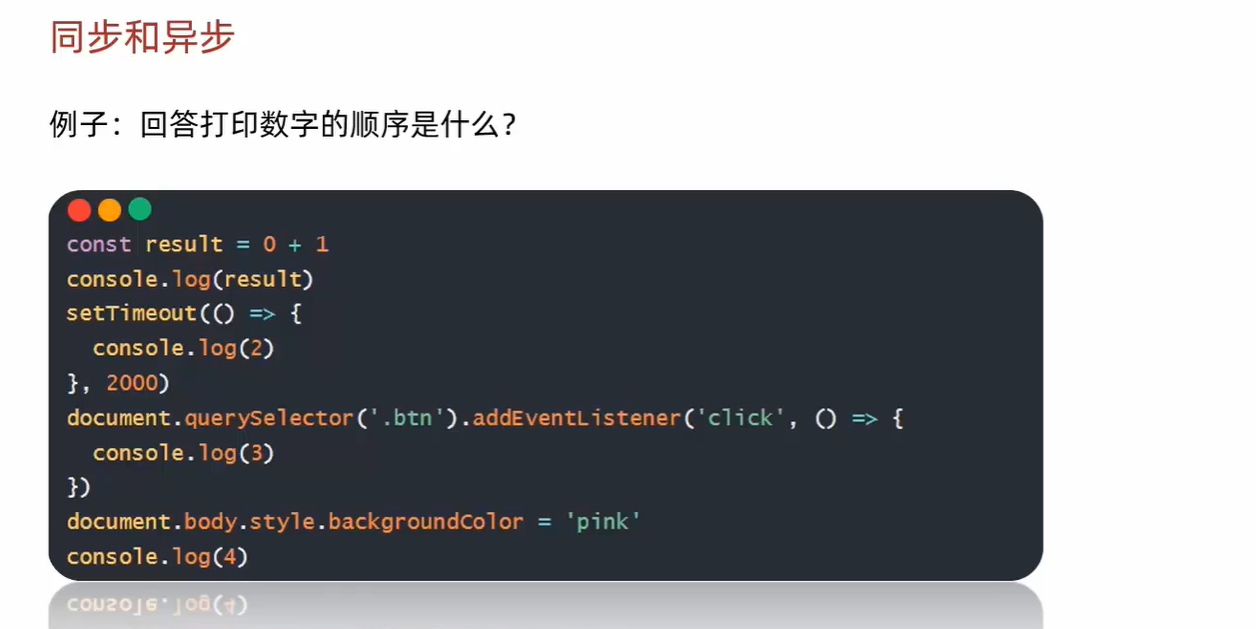 同步和异步
例子：回答打印数字的顺序是什么？
const result = 0 + 1
console.log(result)
setTimeout(() => {
  console.log(2)
}, 2000)
document.querySelector('.btn').addEventListener('click', () => {
  console.log(3)
})
document.body.style.backgroundColor = 'pink'
console.log(4)